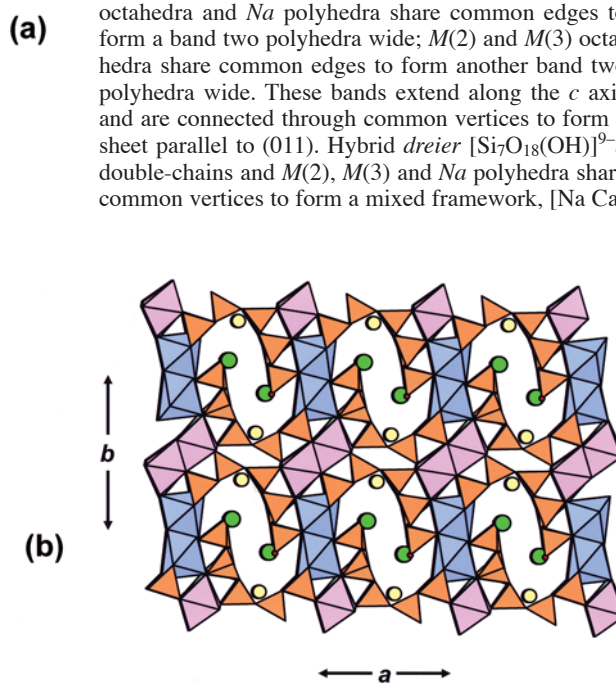 (a)
octahedra and Na polyhedra share common edges to
form a band two polyhedra wide; M(2) and M(3) octa
hedra share common edges to form another band two
polyhedra wide. These bands extend along the c axi
and are connected through common vertices to form
sheet parallel to (011). Hybrid dreier [Si₇O₁₈(OH)]⁹⁻
double-chains and M(2), M(3) and Na polyhedra shar
common vertices to form a mixed framework, [Na Ca
b
(b)
a